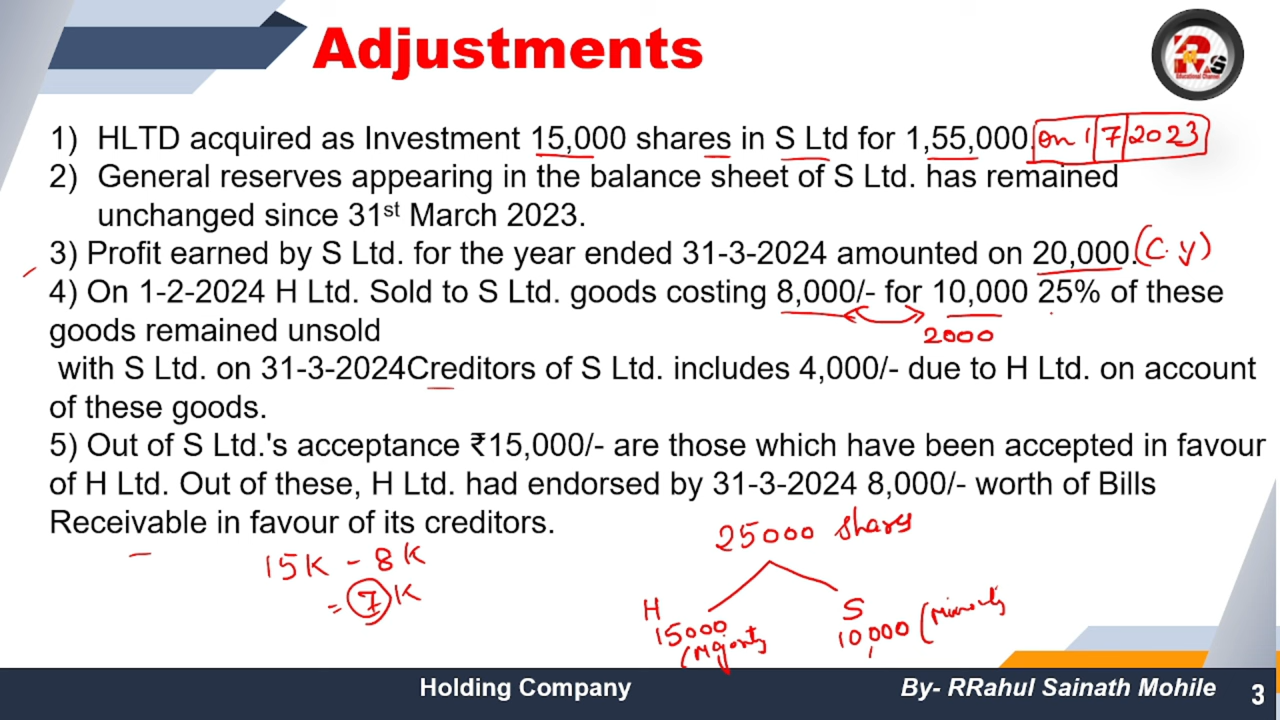 Adjustments
Educational Channel
1) HLTD acquired as Investment 15,000 shares in S Ltd for 1,55,000. on 1/7/2023
2) General reserves appearing in the balance sheet of S Ltd. has remained
unchanged since 31st March 2023.
3) Profit earned by S Ltd. for the year ended 31-3-2024 amounted on 20,000. (C.Y)
4) On 1-2-2024 H Ltd. Sold to S Ltd. goods costing 8,000/- for 10,000 25% of these
2000
goods remained unsold
with S Ltd. on 31-3-2024Creditors of S Ltd. includes 4,000/- due to H Ltd. on account
of these goods.
5) Out of S Ltd.'s acceptance ₹15,000/- are those which have been accepted in favour
of H Ltd. Out of these, H Ltd. had endorsed by 31-3-2024 8,000/- worth of Bills
Receivable in favour of its creditors.
25000 shares
15K - 8K
= 7K
H S
15000 10,000 (Minority
(Majority
Holding Company By- RRahul Sainath Mohile 3